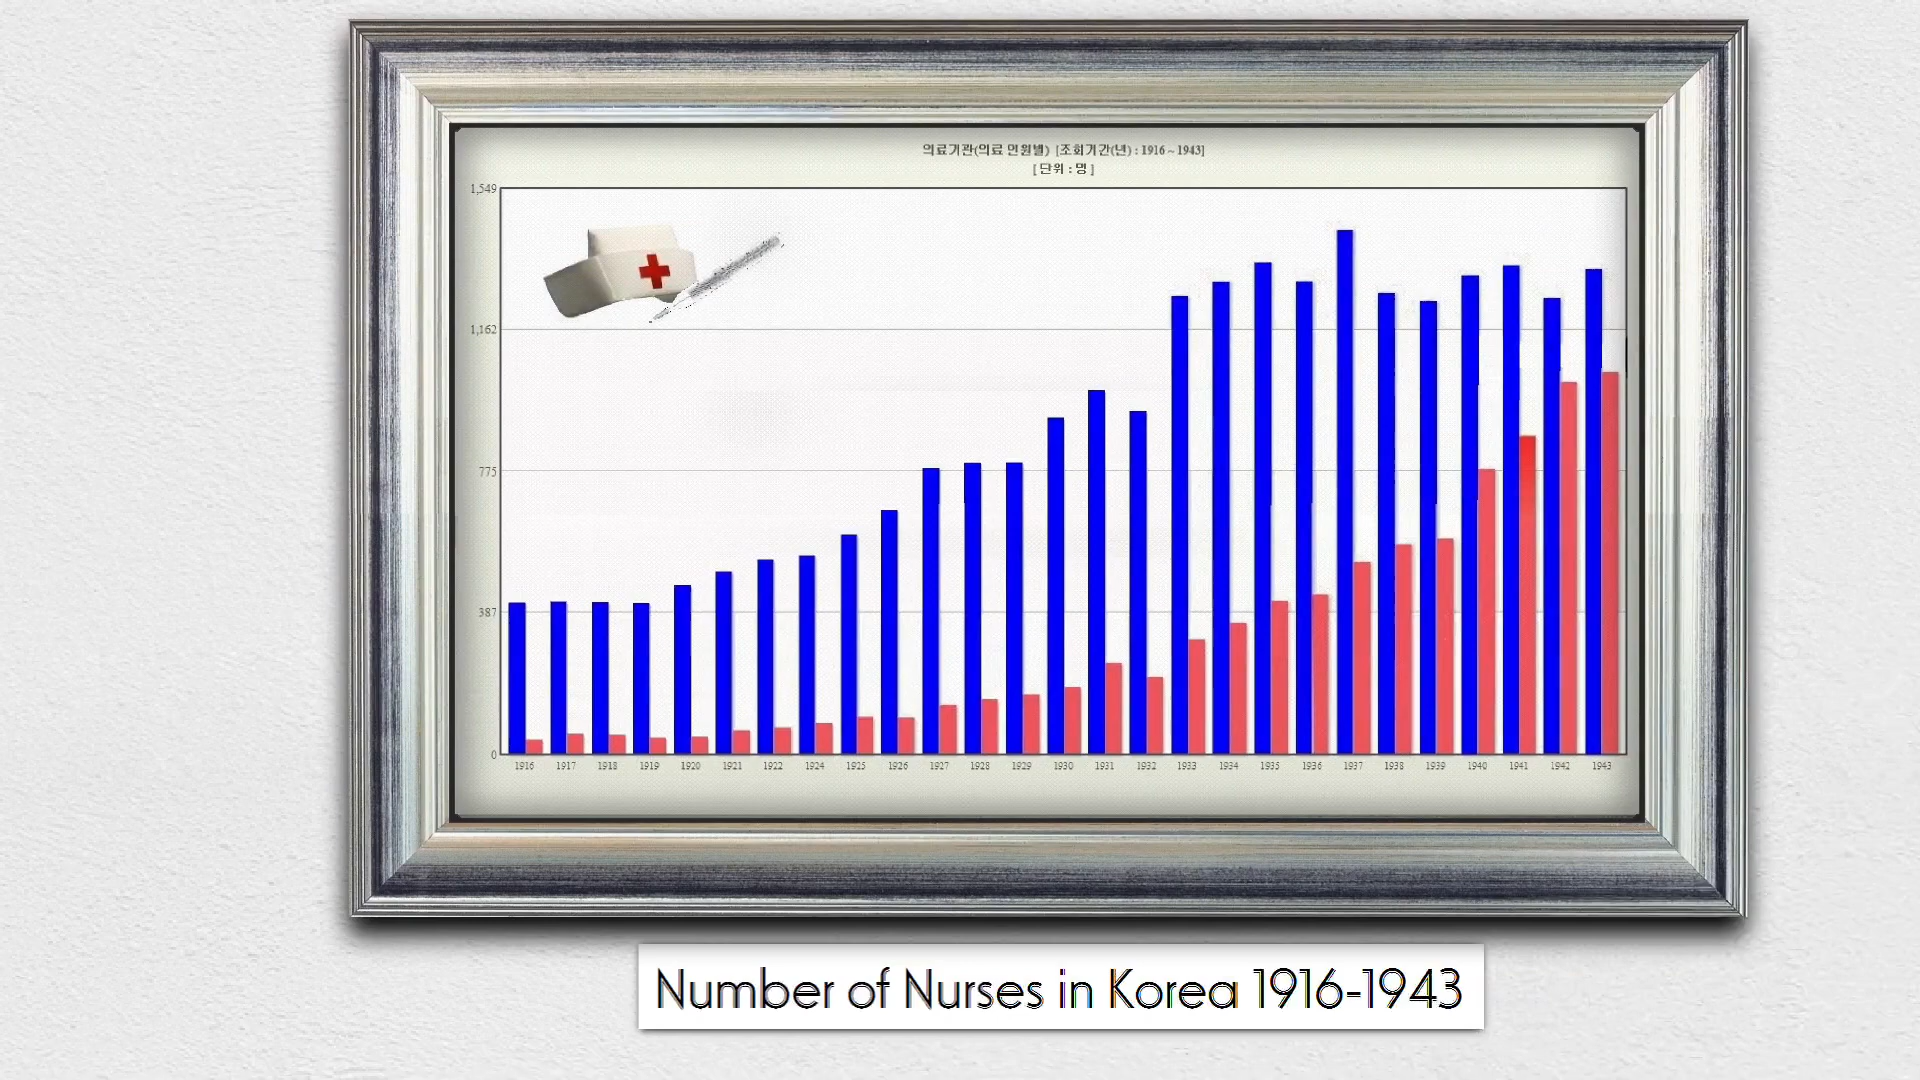 의료기관(의료 인원별) [조회기간(년) : 1916 ~ 1943]
[ 단위 : 명 ]
1,549
1,162
775
387
0
1916 1917 1918 1919 1920 1921 1922 1924 1925 1926 1927 1928 1929 1930 1931 1932 1933 1934 1935 1936 1937 1938 1939 1940 1941 1942 1943
Number of Nurses in Korea 1916-1943